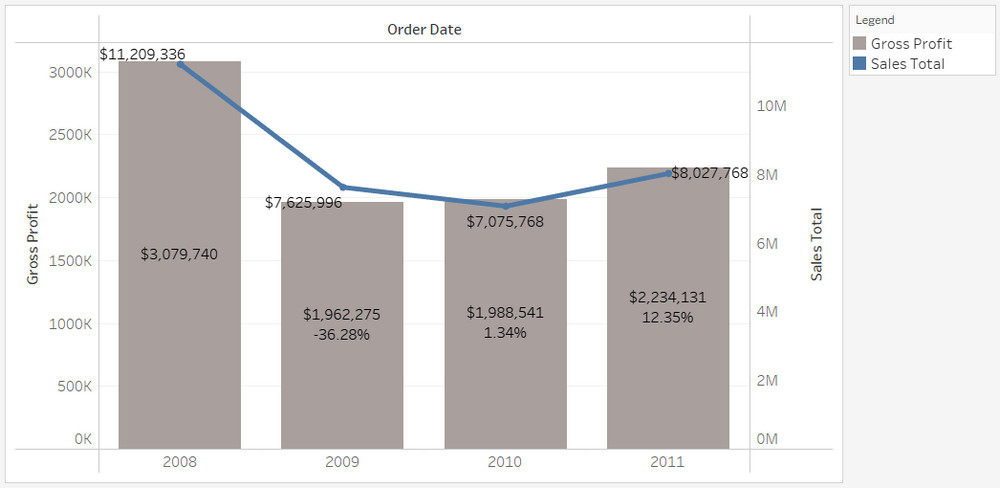 Order Date
Legend
Gross Profit
Sales Total
Gross Profit
3000K
2500K
2000K
1500K
1000K
500K
0K
$11,209,336
$7,625,996
$7,075,768
$8,027,768
$3,079,740
$1,962,275
-36.28%
$1,988,541
1.34%
$2,234,131
12.35%
10M
8M
6M
4M
2M
0M
Sales Total
2008
2009
2010
2011